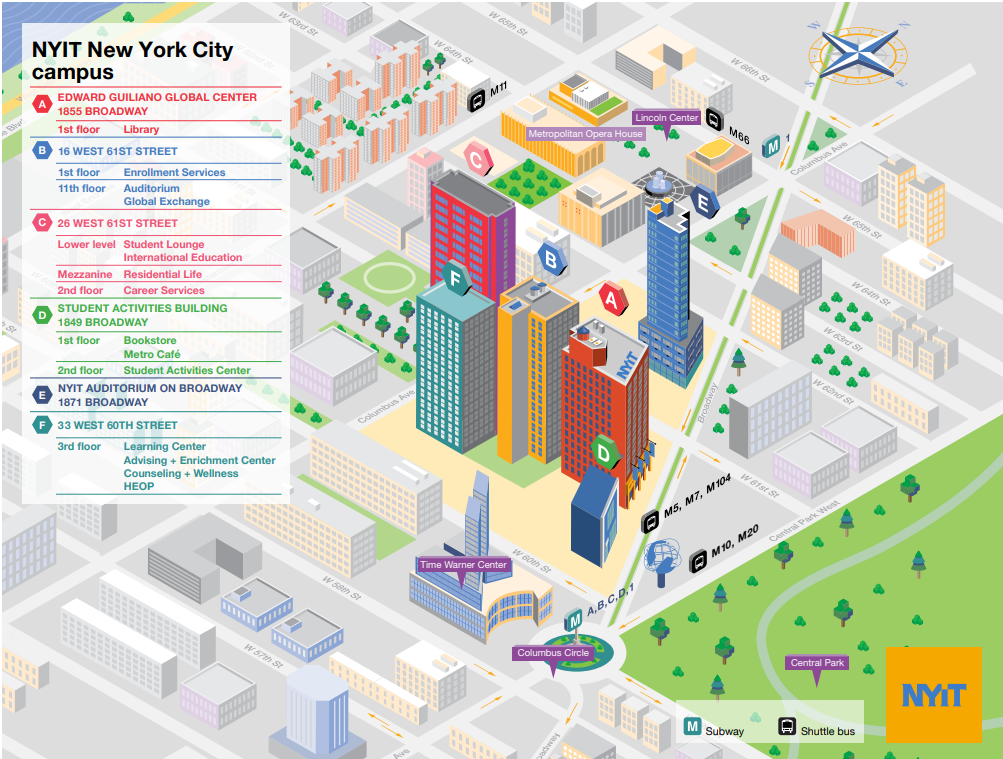 NYIT New York City
campus
A EDWARD GUILIANO GLOBAL CENTER
1855 BROADWAY
1st floor Library
B 16 WEST 61ST STREET
1st floor Enrollment Services
11th floor Auditorium
Global Exchange
C 26 WEST 61ST STREET
Lower level Student Lounge
International Education
Mezzanine Residential Life
2nd floor Career Services
D STUDENT ACTIVITIES BUILDING
1849 BROADWAY
1st floor Bookstore
Metro Café
2nd floor Student Activities Center
E NYIT AUDITORIUM ON BROADWAY
1871 BROADWAY
F 33 WEST 60TH STREET
3rd floor Learning Center
Advising + Enrichment Center
Counseling + Wellness
HEOP
W 63rd St
W 64th St
W 65th St
W 66th St
M11
Lincoln Center
Metropolitan Opera House
M66
M 1
Columbus Ave
W 65th St
W 64th St
W 63rd St
W 62nd St
C
E
B
F
A
NYIT
D
Columbus Ave
Broadway
W 61st St
Central Park West
M5, M7, M104
M10, M20
W 60th St
Time Warner Center
M A,B,C,D,1
Columbus Circle
W 58th St
W 57th St
Central Park
Ave
Broadway
M Subway
Shuttle bus
NYIT